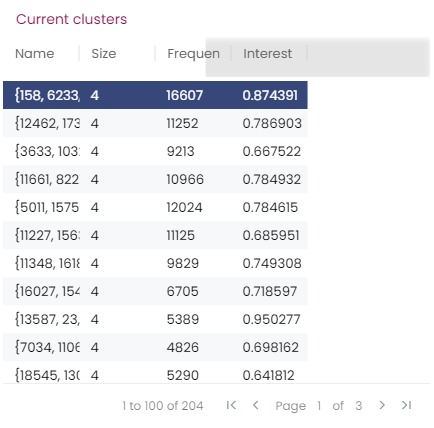 Current clusters
Name Size Frequen Interest
{158, 6233, 4 16607 0.874391
{12462, 173 4 11252 0.786903
{3633, 103 4 9213 0.667522
{11661, 822 4 10966 0.784932
{5011, 1575 4 12024 0.784615
{11227, 156 4 11125 0.685951
{11348, 1618 4 9829 0.749308
{16027, 154 4 6705 0.718597
{13587, 23, 4 5389 0.950277
{7034, 1106 4 4826 0.698162
{18545, 130 4 5290 0.641812
1 to 100 of 204 Page 1 of 3